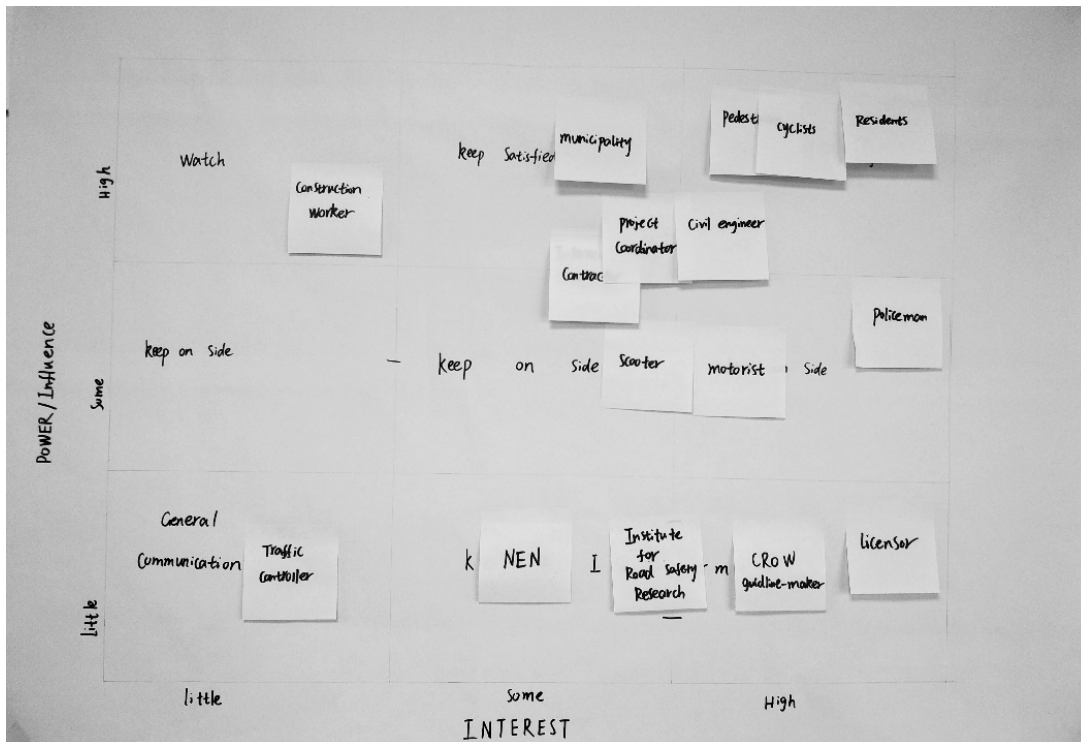 POWER / Influence
High
Some
little
Watch
Construction
Worker
keep Satisfied
municipality
Pedest
cyclists
Residents
project
Coordinator
Civil engineer
Contrac
policeman
keep on side
keep on side
Scooter
motorist
side
General
Communication
Traffic
Controller
k
NEN
I
Institute
for
Road Safety
Research
m
CROW
guidline-maker
licensor
little
Some
High
INTEREST